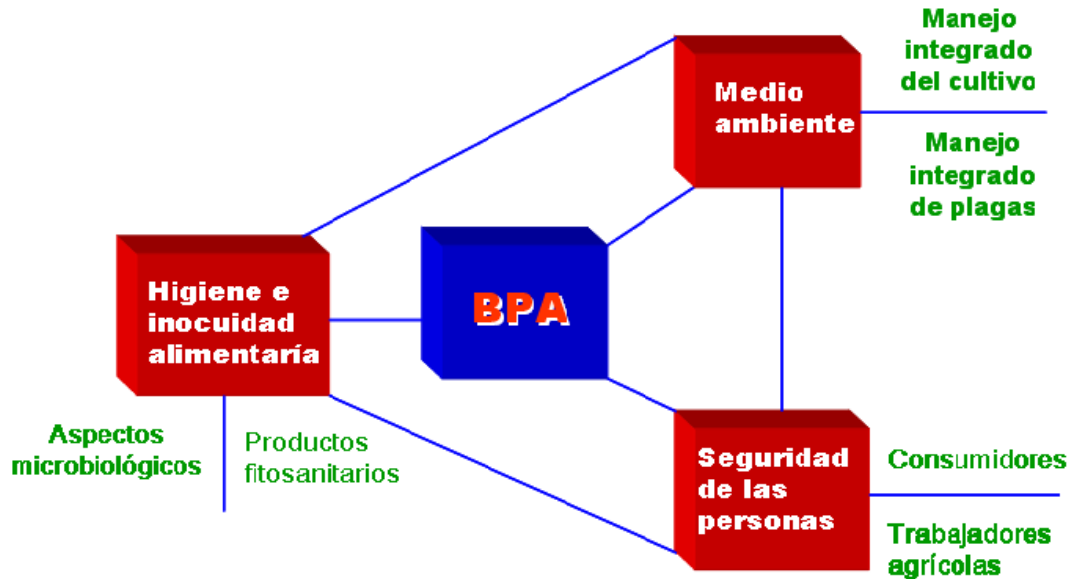 Manejo
integrado
del cultivo
Medio
ambiente
Manejo
integrado
de plagas
Higiene e
inocuidad
alimentaría
BPA
Aspectos
microbiológicos
Productos
fitosanitarios
Seguridad
de las
personas
Consumidores
Trabajadores
agrícolas